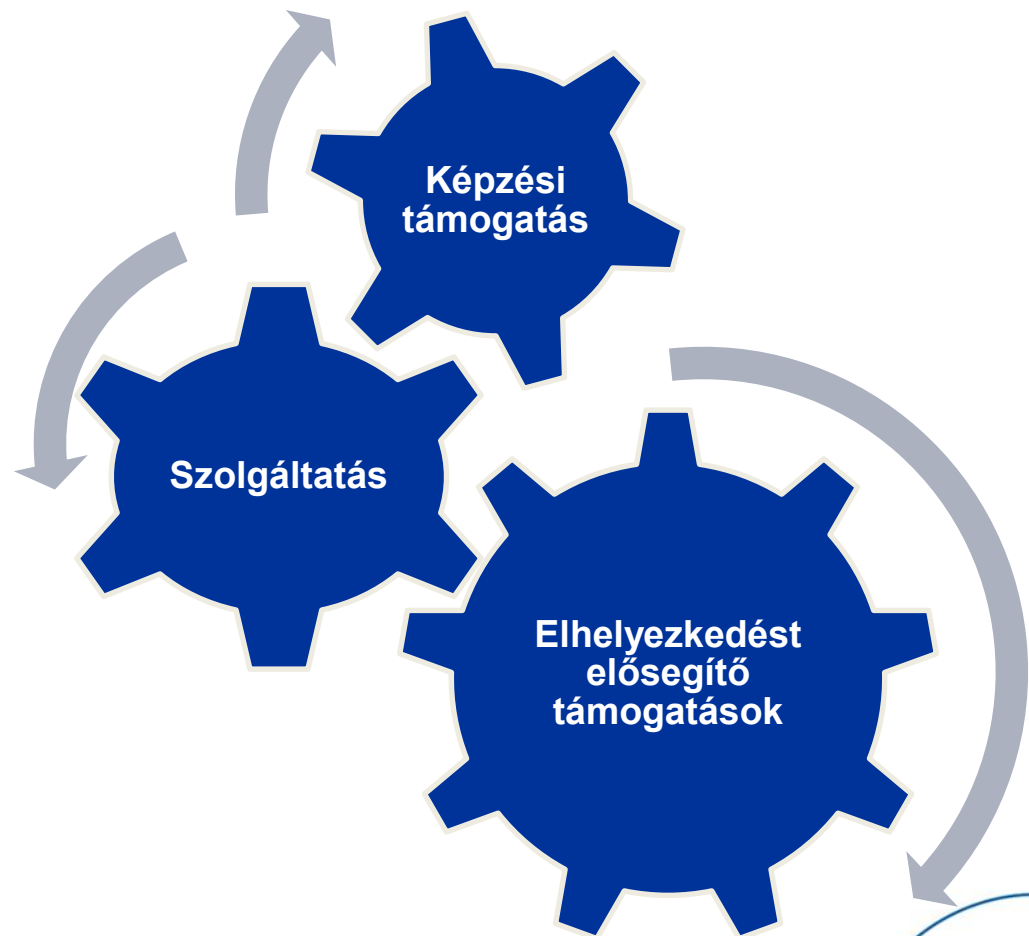 Képzési
támogatás
Szolgáltatás
Elhelyezkedést
elősegítő
támogatások